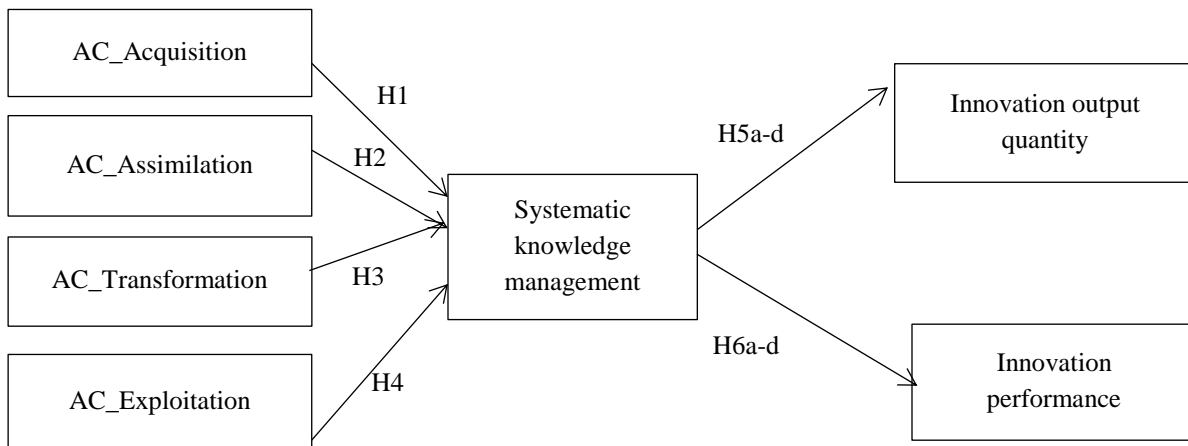 AC_Acquisition
H1
AC_Assimilation
H2
AC_Transformation
H3
AC_Exploitation
H4
Systematic
knowledge
management
H5a-d
Innovation output
quantity
H6a-d
Innovation
performance